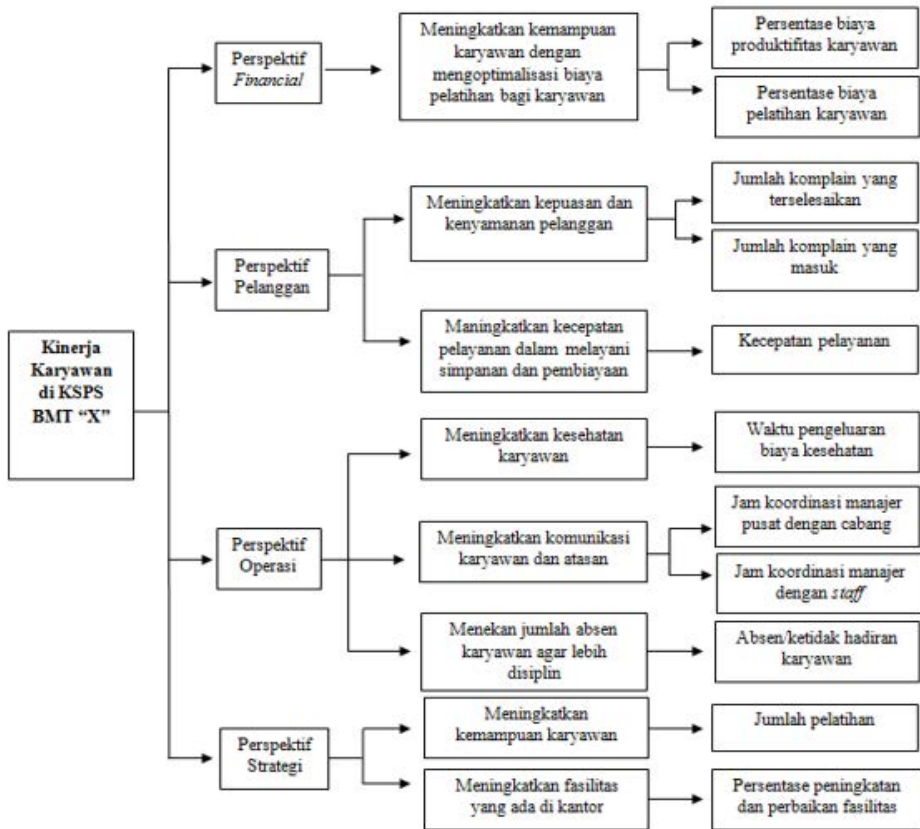 Kinerja
Karyawan
di KSPS
BMT “X”
Perspektif
Financial
Meningkatkan kemampuan
karyawan dengan
mengoptimalisasi biaya
pelatihan bagi karyawan
Persentase biaya
produktifitas karyawan
Persentase biaya
pelatihan karyawan
Perspektif
Pelanggan
Meningkatkan kepuasan dan
kenyamanan pelanggan
Jumlah komplain yang
terselesaikan
Jumlah komplain yang
masuk
Maningkatkan kecepatan
pelayanan dalam melayani
simpanan dan pembiayaan
Kecepatan pelayanan
Perspektif
Operasi
Meningkatkan kesehatan
karyawan
Waktu pengeluaran
biaya kesehatan
Meningkatkan komunikasi
karyawan dan atasan
Jam koordinasi manajer
pusat dengan cabang
Jam koordinasi manajer
dengan staff
Menekan jumlah absen
karyawan agar lebih
disiplin
Absen/ketidak hadiran
karyawan
Perspektif
Strategi
Meningkatkan
kemampuan karyawan
Jumlah pelatihan
Meningkatkan fasilitas
yang ada di kantor
Persentase peningkatan
dan perbaikan fasilitas